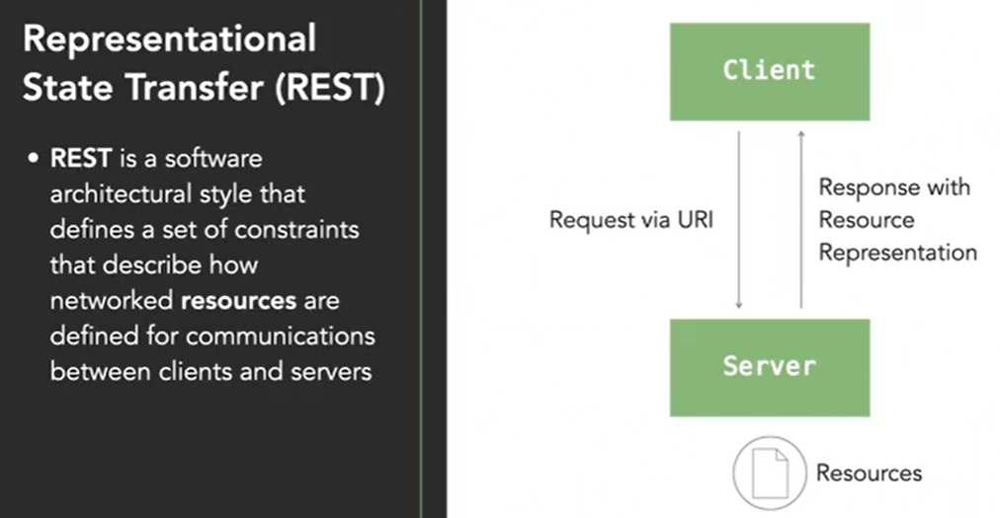 Representational
State Transfer (REST)
• REST is a software
architectural style that
defines a set of constraints
that describe how
networked resources are
defined for communications
between clients and servers
Client
Request via URI
Response with
Resource
Representation
Server
Resources